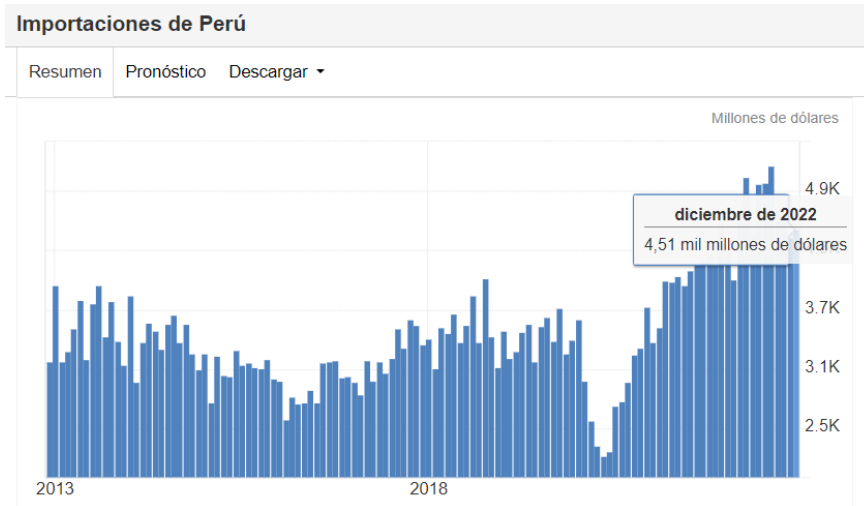 Importaciones de Perú
Resumen Pronóstico Descargar
Millones de dólares
4.9K
diciembre de 2022
4,51 mil millones de dólares
3.7K
3.1K
2.5K
2013 2018